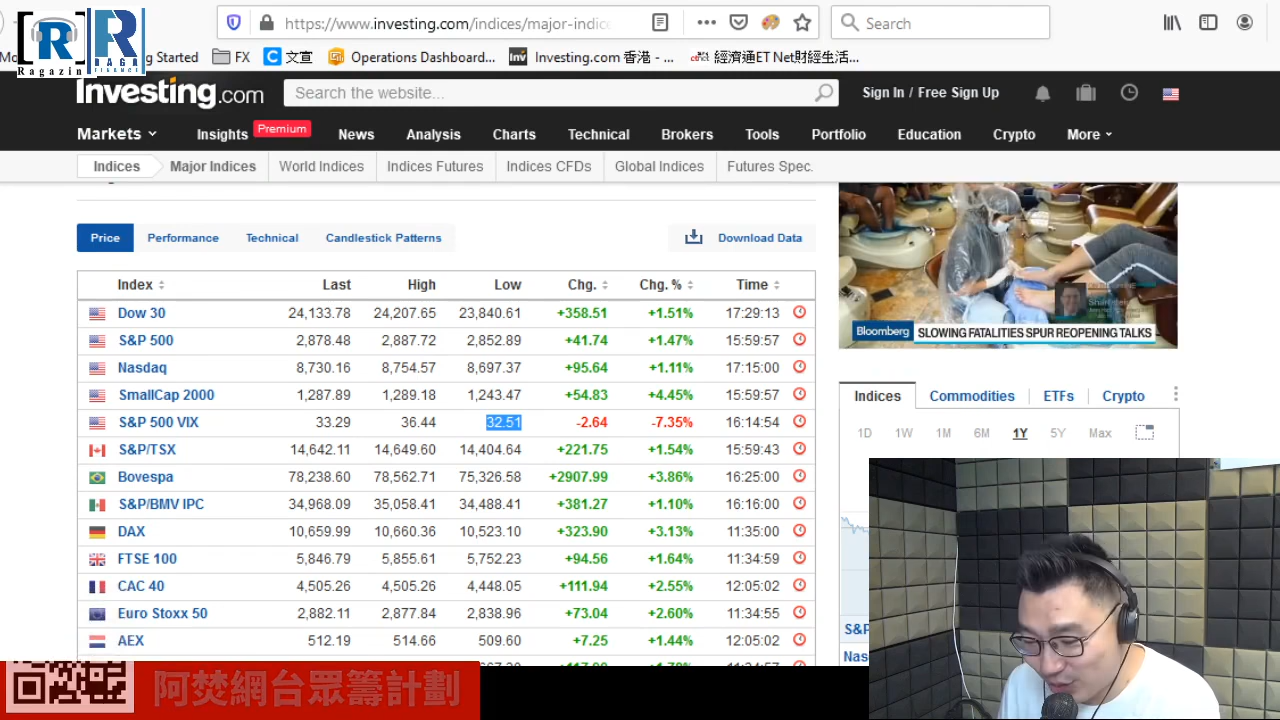 https://www.investing.com/indices/major-indice
Search
Ragazine
RAGA
FINANCE
g Started
FX
文宣
Operations Dashboard...
Inv
Investing.com 香港 - ...
經濟通ET Net財經生活...
Investing.com
Search the website...
Sign In / Free Sign Up
Markets
Insights
Premium
News
Analysis
Charts
Technical
Brokers
Tools
Portfolio
Education
Crypto
More
Indices
Major Indices
World Indices
Indices Futures
Indices CFDs
Global Indices
Futures Spec.
Price
Performance
Technical
Candlestick Patterns
Download Data
Index Last High Low Chg. Chg. % Time
Dow 30 24,133.78 24,207.65 23,840.61 +358.51 +1.51% 17:29:13
S&P 500 2,878.48 2,887.72 2,852.89 +41.74 +1.47% 15:59:57
Nasdaq 8,730.16 8,754.57 8,697.37 +95.64 +1.11% 17:15:00
SmallCap 2000 1,287.89 1,289.18 1,243.47 +54.83 +4.45% 15:59:57
S&P 500 VIX 33.29 36.44 32.51 -2.64 -7.35% 16:14:54
S&P/TSX 14,642.11 14,649.60 14,404.64 +221.75 +1.54% 15:59:43
Bovespa 78,238.60 78,562.71 75,326.58 +2907.99 +3.86% 16:25:00
S&P/BMV IPC 34,968.09 35,058.41 34,488.41 +381.27 +1.10% 16:16:00
DAX 10,659.99 10,660.36 10,523.10 +323.90 +3.13% 11:35:00
FTSE 100 5,846.79 5,855.61 5,752.23 +94.56 +1.64% 11:34:59
CAC 40 4,505.26 4,505.26 4,448.05 +111.94 +2.55% 12:05:02
Euro Stoxx 50 2,882.11 2,877.84 2,838.96 +73.04 +2.60% 11:34:55
AEX 512.19 514.66 509.60 +7.25 +1.44% 12:05:02
Bloomberg
SLOWING FATALITIES SPUR REOPENING TALKS
Indices
Commodities
ETFs
Crypto
1D
1W
1M
6M
1Y
5Y
Max
S&P
Nas
阿焚網台眾籌計劃